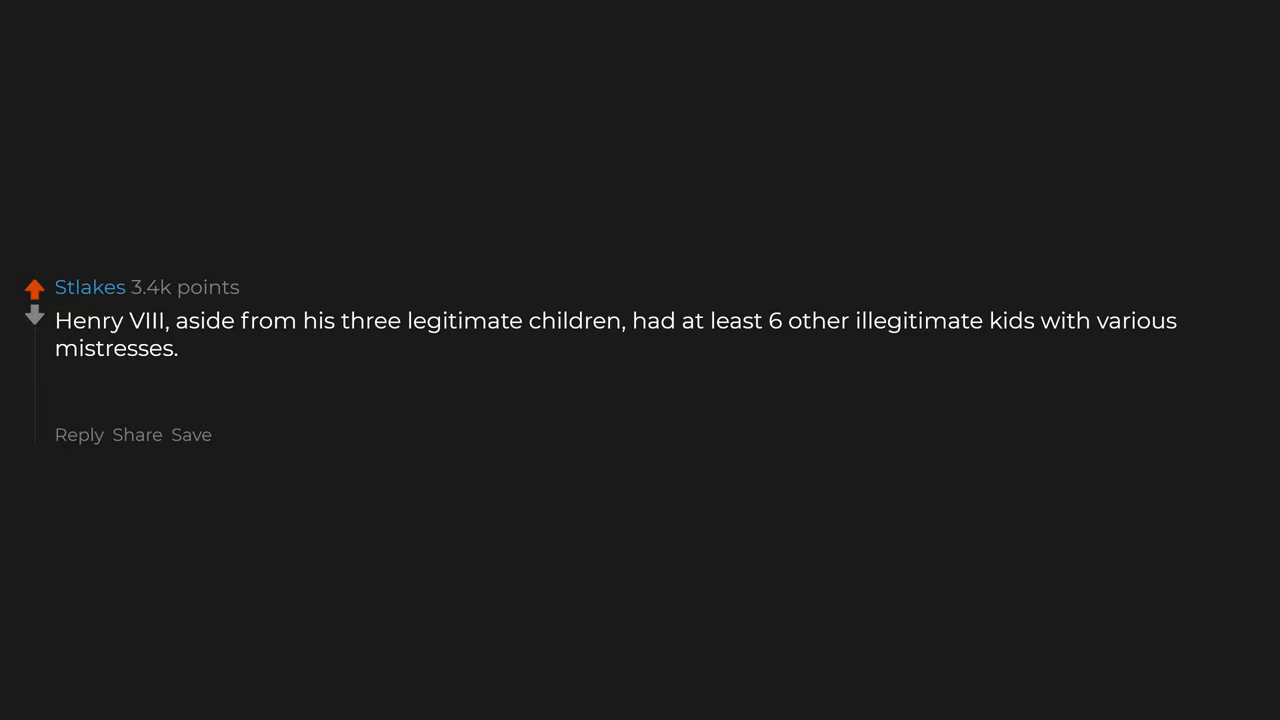 Stlakes 3.4k points
Henry VIII, aside from his three legitimate children, had at least 6 other illegitimate kids with various
mistresses.
Reply Share Save